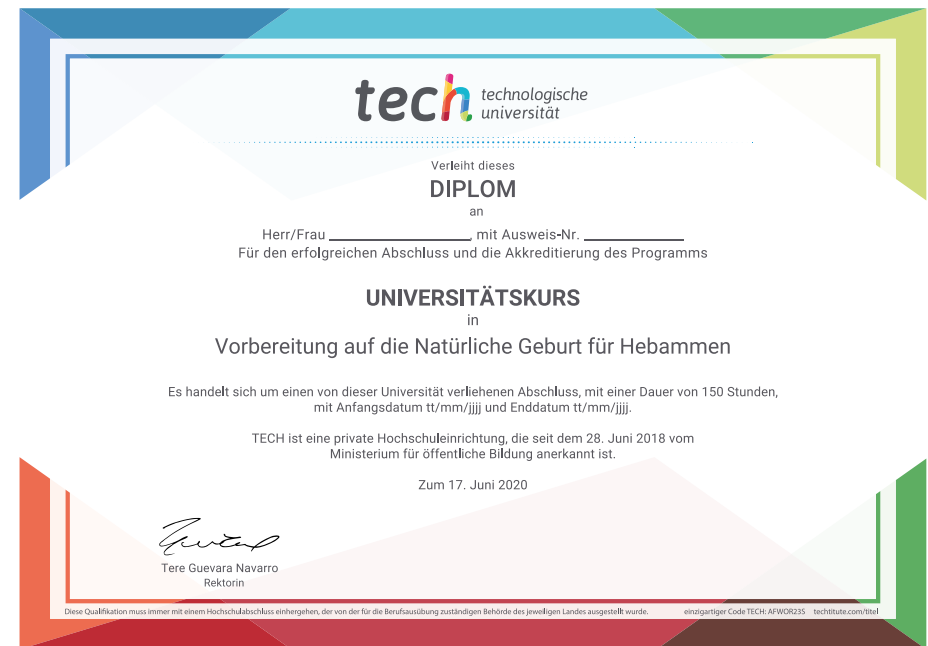 tech technologische
universität
Verleiht dieses
DIPLOM
an
Herr/Frau ____________, mit Ausweis-Nr. ____________
Für den erfolgreichen Abschluss und die Akkreditierung des Programms
UNIVERSITÄTSKURS
in
Vorbereitung auf die Natürliche Geburt für Hebammen
Es handelt sich um einen von dieser Universität verliehenen Abschluss, mit einer Dauer von 150 Stunden,
mit Anfangsdatum tt/mm/jjjj und Enddatum tt/mm/jjjj.
TECH ist eine private Hochschuleinrichtung, die seit dem 28. Juni 2018 vom
Ministerium für öffentliche Bildung anerkannt ist.
Zum 17. Juni 2020
Tere Guevara Navarro
Rektorin
Diese Qualifikation muss immer mit einem Hochschulabschluss einhergehen, der von der für die Berufsausübung zuständigen Behörde des jeweiligen Landes ausgestellt wurde. einzigartiger Code TECH: AFWOR23S techtitute.com/titel